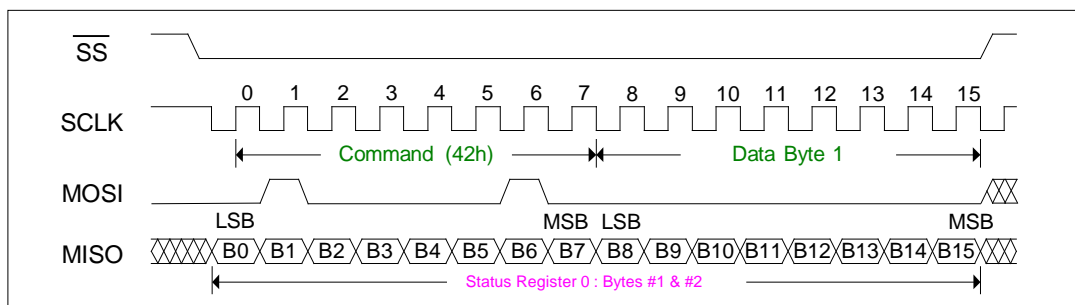 SS
0 1 2 3 4 5 6 7 8 9 10 11 12 13 14 15
SCLK
Command (42h) Data Byte 1
MOSI
LSB MSB LSB MSB
MISO B0 B1 B2 B3 B4 B5 B6 B7 B8 B9 B10 B11 B12 B13 B14 B15
Status Register 0 : Bytes #1 & #2